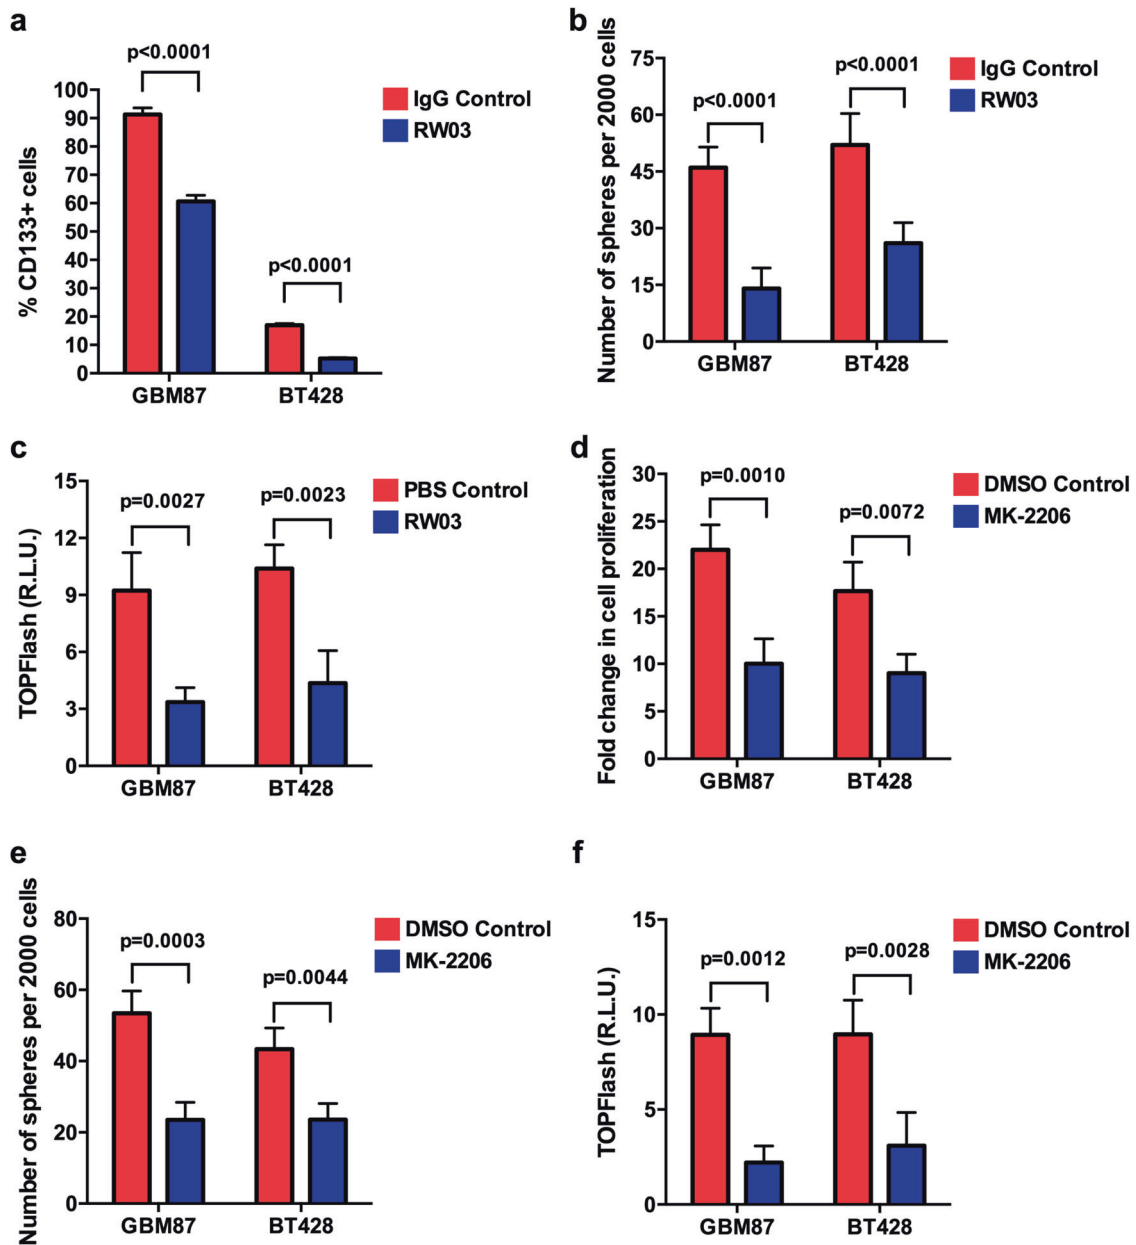 a
p<0.0001
100
90
80
70
60
50
40
30
20
10
0
% CD133+ cells
p<0.0001
GBM87
BT428
IgG Control
RW03
b
75
60
45
30
15
0
Number of spheres per 2000 cells
p<0.0001
p<0.0001
GBM87
BT428
IgG Control
RW03
c
15
12
9
6
3
0
TOPFlash (R.L.U.)
p=0.0027
p=0.0023
GBM87
BT428
PBS Control
RW03
d
30
25
20
15
10
5
0
Fold change in cell proliferation
p=0.0010
p=0.0072
GBM87
BT428
DMSO Control
MK-2206
e
80
60
40
20
0
Number of spheres per 2000 cells
p=0.0003
p=0.0044
GBM87
BT428
DMSO Control
MK-2206
f
15
10
5
0
TOPFlash (R.L.U.)
p=0.0012
p=0.0028
GBM87
BT428
DMSO Control
MK-2206